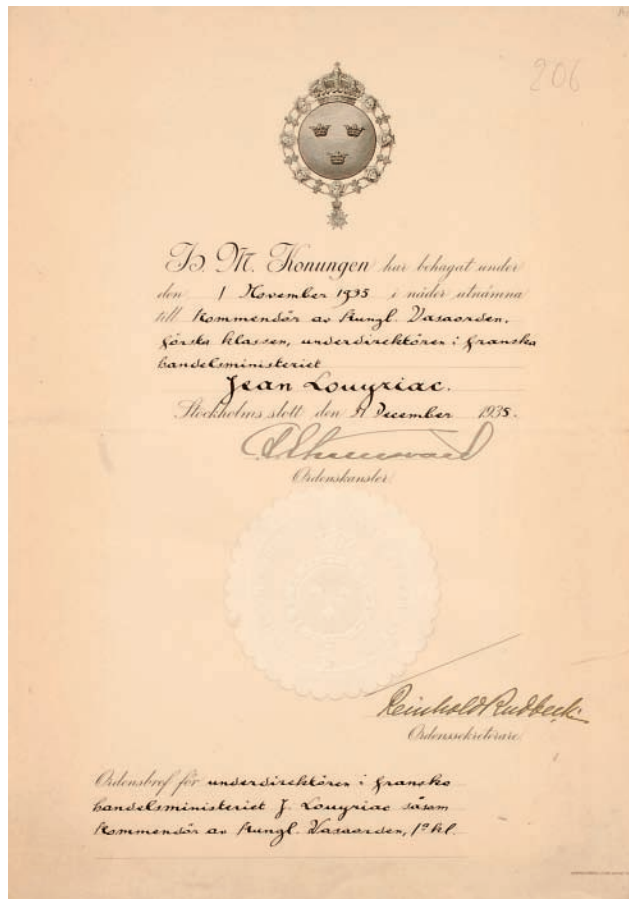 206
H. M. Konungen har behagat under
den 1 November 1935 i nåder utnämna
till Kommendör av Kungl. Vasaorden,
första klassen, underdirektören i franska
handelsministeriet
Jean Louyriac.
Stockholms slott den 31 December 1935.
Ordenskansler
Reinhold Rudbeck
Ordenssekreterare
Ordensbref för underdirektören i franska
handelsministeriet J. Louyriac såsom
Kommendör av Kungl. Vasaorden, 1º kl.